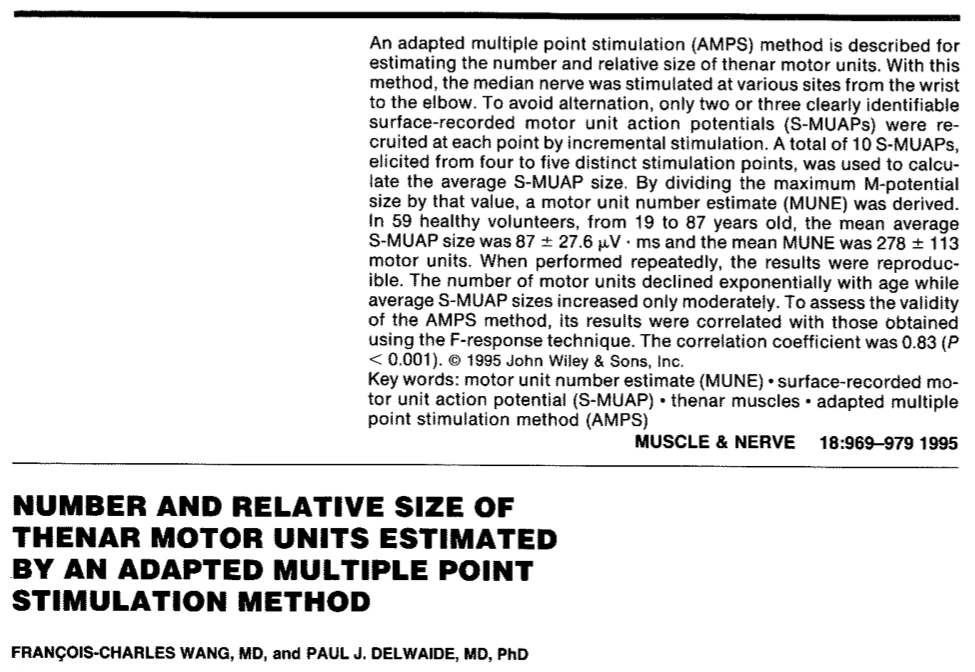 An adapted multiple point stimulation (AMPS) method is described for
estimating the number and relative size of thenar motor units. With this
method, the median nerve was stimulated at various sites from the wrist
to the elbow. To avoid alternation, only two or three clearly identifiable
surface-recorded motor unit action potentials (S-MUAPs) were re-
cruited at each point by incremental stimulation. A total of 10 S-MUAPs,
elicited from four to five distinct stimulation points, was used to calcu-
late the average S-MUAP size. By dividing the maximum M-potential
size by that value, a motor unit number estimate (MUNE) was derived.
In 59 healthy volunteers, from 19 to 87 years old, the mean average
S-MUAP size was 87 ± 27.6 μV · ms and the mean MUNE was 278 ± 113
motor units. When performed repeatedly, the results were reproduc-
ible. The number of motor units declined exponentially with age while
average S-MUAP sizes increased only moderately. To assess the validity
of the AMPS method, its results were correlated with those obtained
using the F-response technique. The correlation coefficient was 0.83 (P
< 0.001). © 1995 John Wiley & Sons, Inc.
Key words: motor unit number estimate (MUNE) • surface-recorded mo-
tor unit action potential (S-MUAP) • thenar muscles • adapted multiple
point stimulation method (AMPS)
MUSCLE & NERVE 18:969–979 1995
NUMBER AND RELATIVE SIZE OF
THENAR MOTOR UNITS ESTIMATED
BY AN ADAPTED MULTIPLE POINT
STIMULATION METHOD
FRANÇOIS-CHARLES WANG, MD, and PAUL J. DELWAIDE, MD, PhD